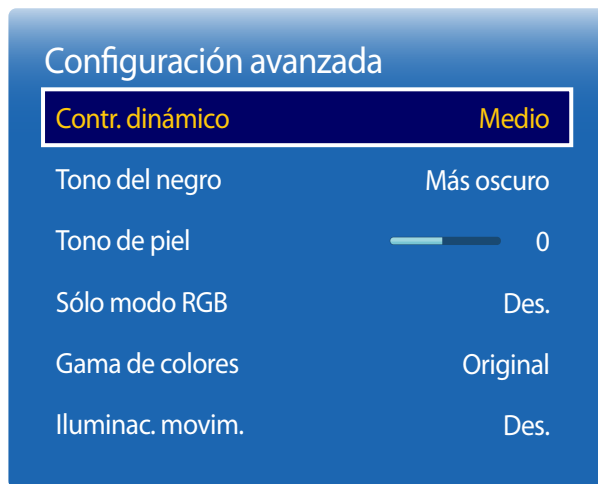 Configuración avanzada
Contr. dinámico Medio
Tono del negro Más oscuro
Tono de piel 0
Sólo modo RGB Des.
Gama de colores Original
Iluminac. movim. Des.